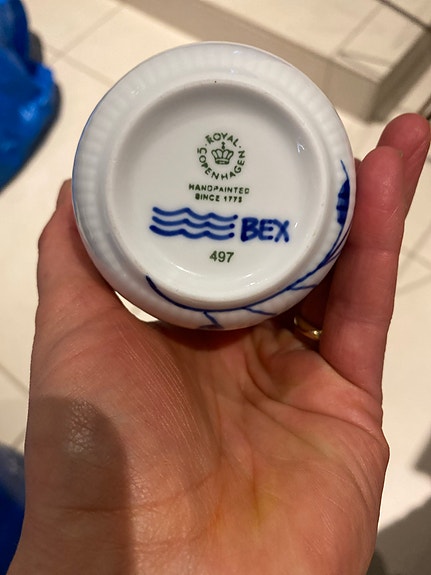 ROYAL COPENHAGEN
HANDPAINTED
SINCE 1775
BEX
497